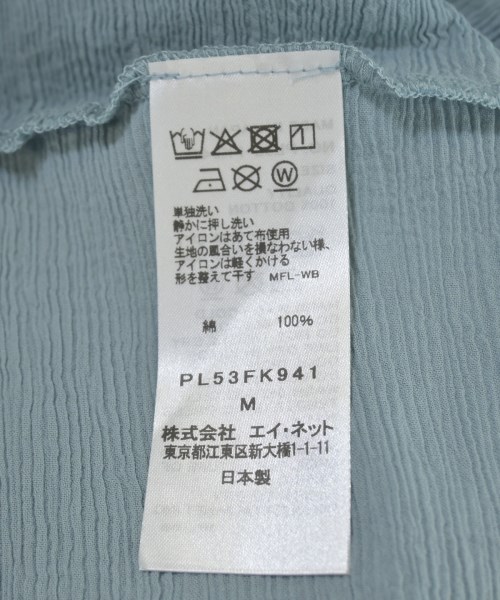 単独洗い
静かに押し洗い
アイロンはあて布使用
生地の風合いを損なわない様、
アイロンは軽くかける
形を整えて干す MFL-WB
綿 100%
PL53FK941
M
株式会社 エイ・ネット
東京都江東区新大橋1-1-11
日本製